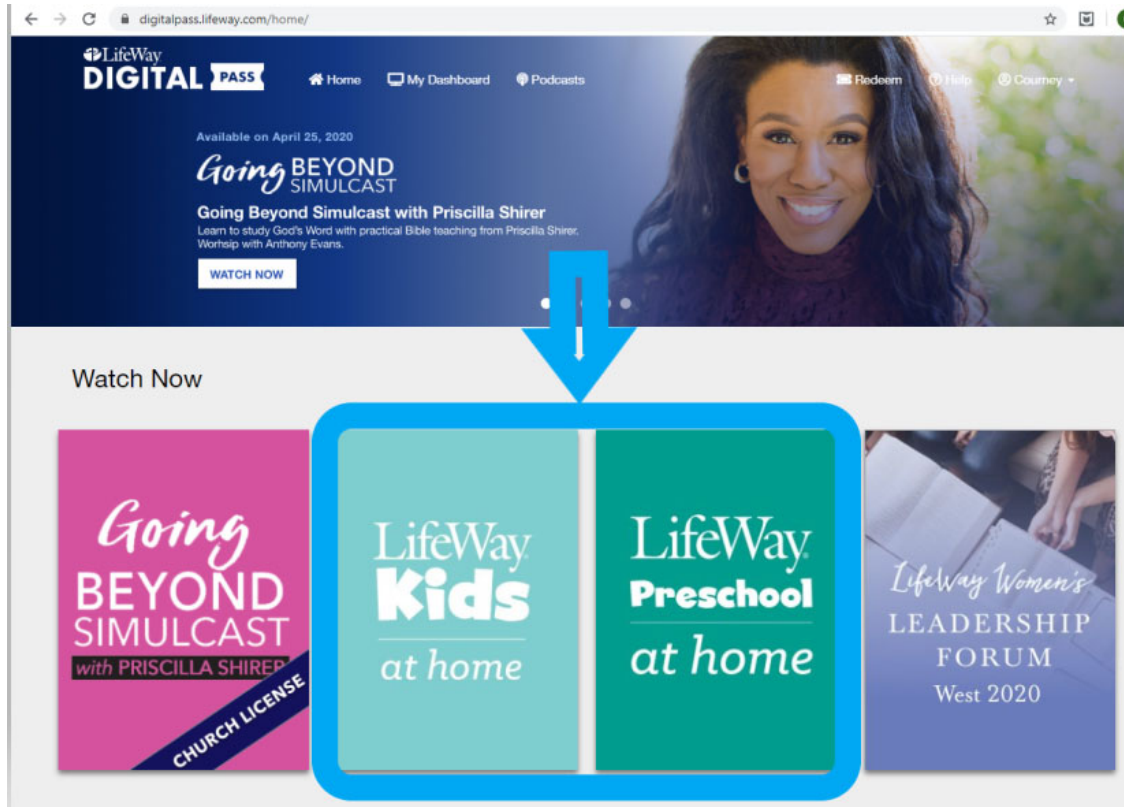 digitalpass.lifeway.com/home/
LifeWay
DIGITAL PASS
Home
My Dashboard
Podcasts
Redeem
Help
Courney
Available on April 25, 2020
Going BEYOND
SIMULCAST
Going Beyond Simulcast with Priscilla Shirer
Learn to study God's Word with practical Bible teaching from Priscilla Shirer.
Worhsip with Anthony Evans.
WATCH NOW
Watch Now
Going
BEYOND
SIMULCAST
with PRISCILLA SHIRER
CHURCH LICENSE
LifeWay
Kids
at home
LifeWay
Preschool
at home
LifeWay Women's
LEADERSHIP
FORUM
West 2020